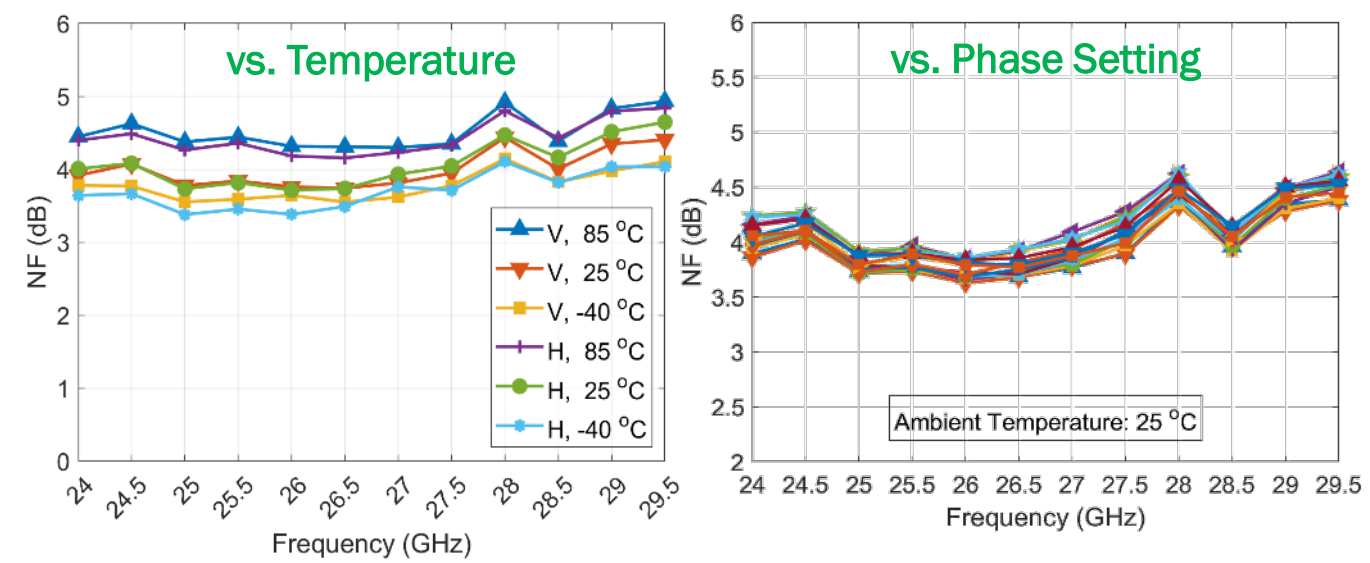 vs. Temperature
6
5
4
3
2
1
0
NF (dB)
V, 85 °C
V, 25 °C
V, -40 °C
H, 85 °C
H, 25 °C
H, -40 °C
24 24.5 25 25.5 26 26.5 27 27.5 28 28.5 29 29.5
Frequency (GHz)
vs. Phase Setting
6
5.5
5
4.5
4
3.5
3
2.5
2
NF (dB)
Ambient Temperature: 25 °C
24 24.5 25 25.5 26 26.5 27 27.5 28 28.5 29 29.5
Frequency (GHz)